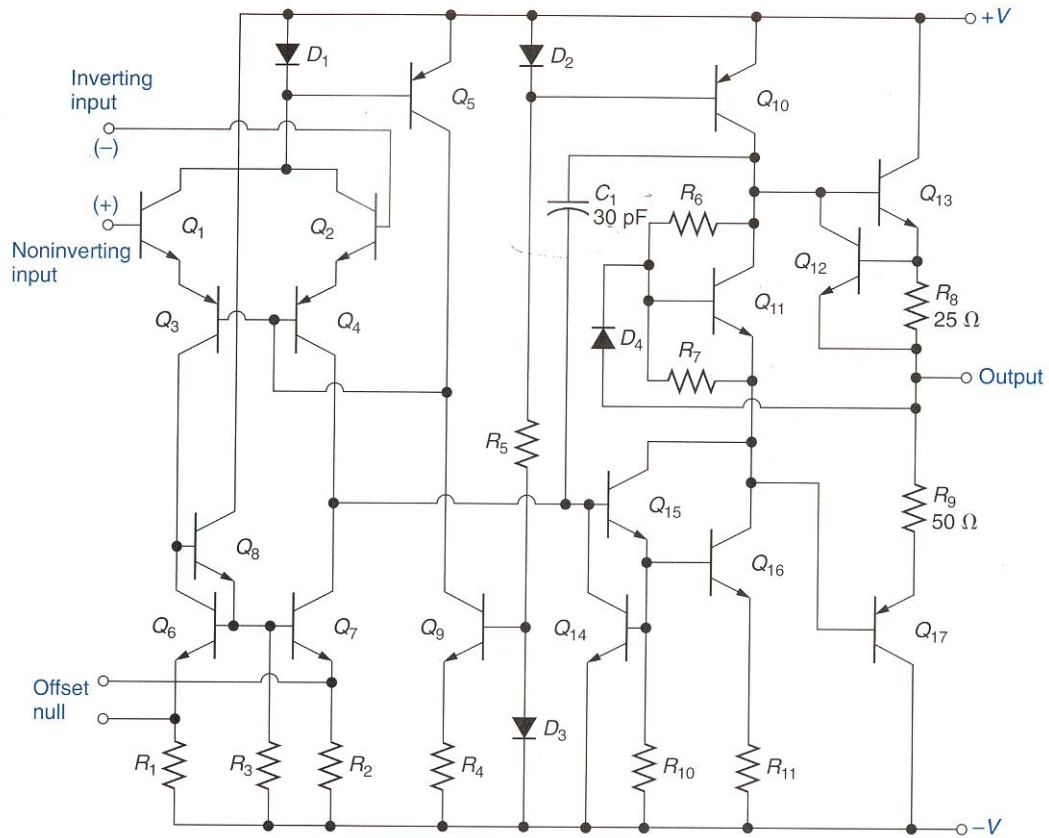 +V
D1
D2
Inverting
input
Q5
Q10
(–)
C1
30 pF
R6
Q13
(+)
Q1
Q2
Noninverting
input
Q12
Q11
R8
25 Ω
Q3
Q4
D4
R7
Output
R5
Q15
R9
50 Ω
Q8
Q16
Q6
Q7
Q9
Q14
Q17
Offset
null
D3
R1
R3
R2
R4
R10
R11
–V